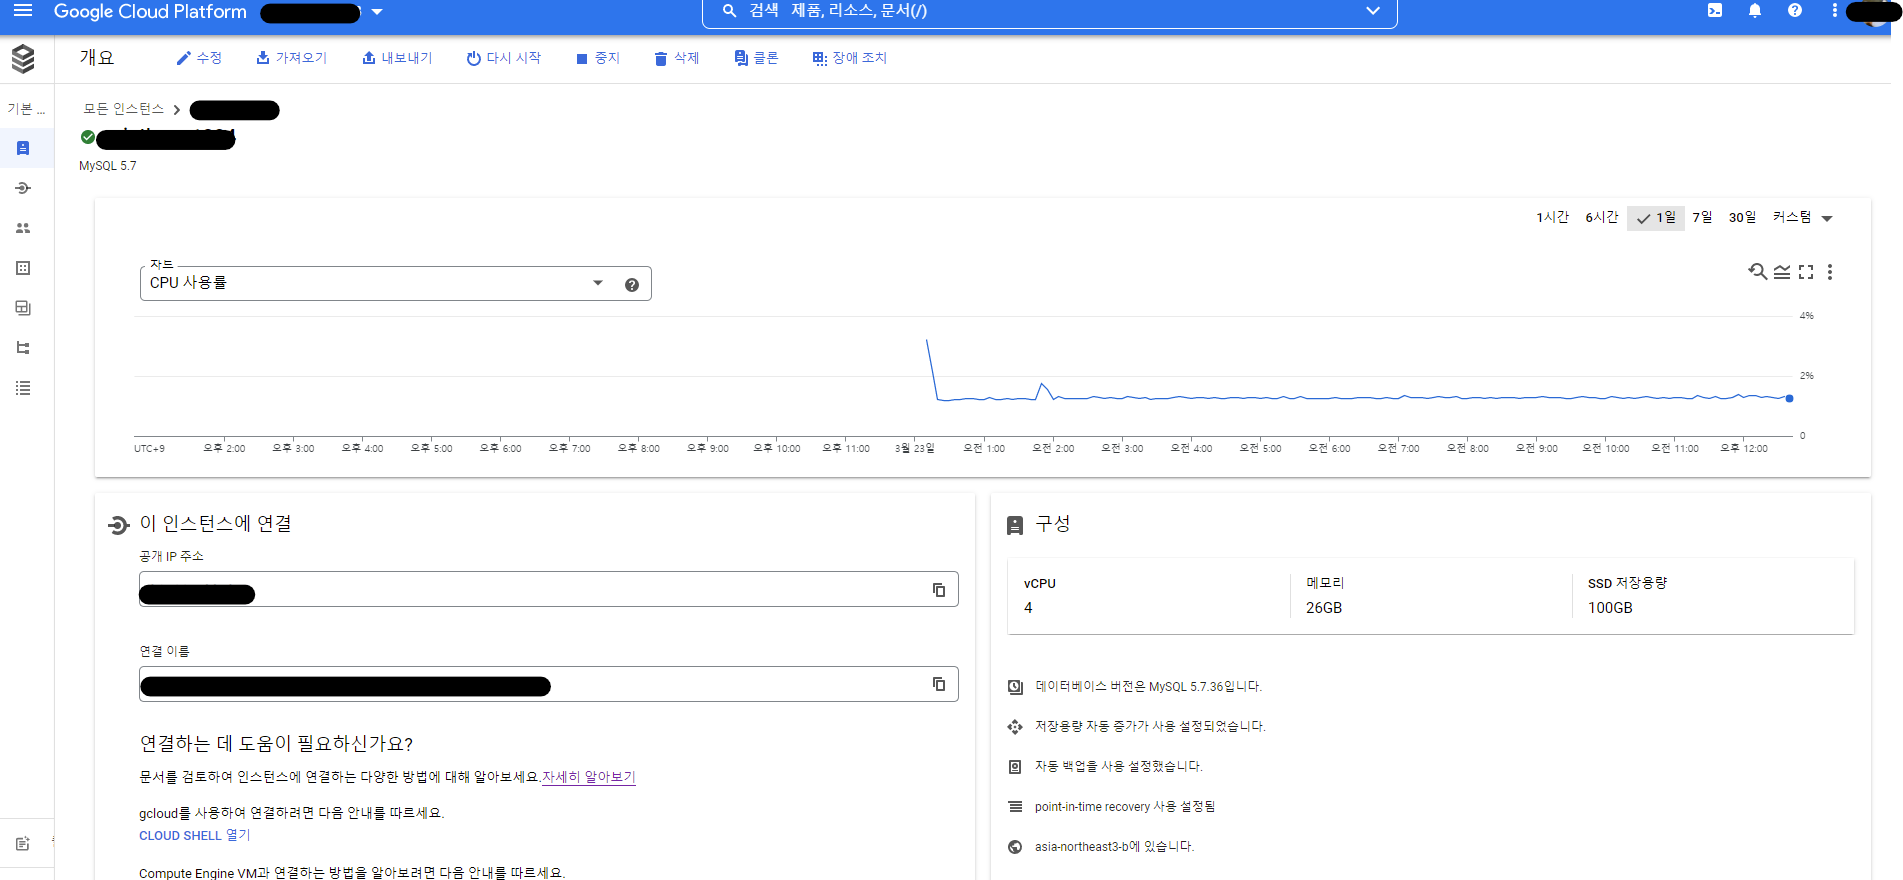 Google Cloud Platform
검색 제품, 리소스, 문서(/)
개요
수정
가져오기
내보내기
다시 시작
중지
삭제
클론
장애 조치
기본 ...
모든 인스턴스
MySQL 5.7
1시간
6시간
1일
7일
30일
커스텀
CPU 사용률
4%
2%
0
UTC+9
오후 2:00
오후 3:00
오후 4:00
오후 5:00
오후 6:00
오후 7:00
오후 8:00
오후 9:00
오후 10:00
오후 11:00
3월 23일
오전 1:00
오전 2:00
오전 3:00
오전 4:00
오전 5:00
오전 6:00
오전 7:00
오전 8:00
오전 9:00
오전 10:00
오전 11:00
오후 12:00
이 인스턴스에 연결
공개 IP 주소
연결 이름
연결하는 데 도움이 필요하신가요?
문서를 검토하여 인스턴스에 연결하는 다양한 방법에 대해 알아보세요.자세히 알아보기
gcloud를 사용하여 연결하려면 다음 안내를 따르세요.
CLOUD SHELL 열기
Compute Engine VM과 연결하는 방법을 알아보려면 다음 안내를 따르세요.
구성
vCPU
4
메모리
26GB
SSD 저장용량
100GB
데이터베이스 버전은 MySQL 5.7.36입니다.
저장용량 자동 증가가 사용 설정되었습니다.
자동 백업을 사용 설정했습니다.
point-in-time recovery 사용 설정됨
asia-northeast3-b에 있습니다.